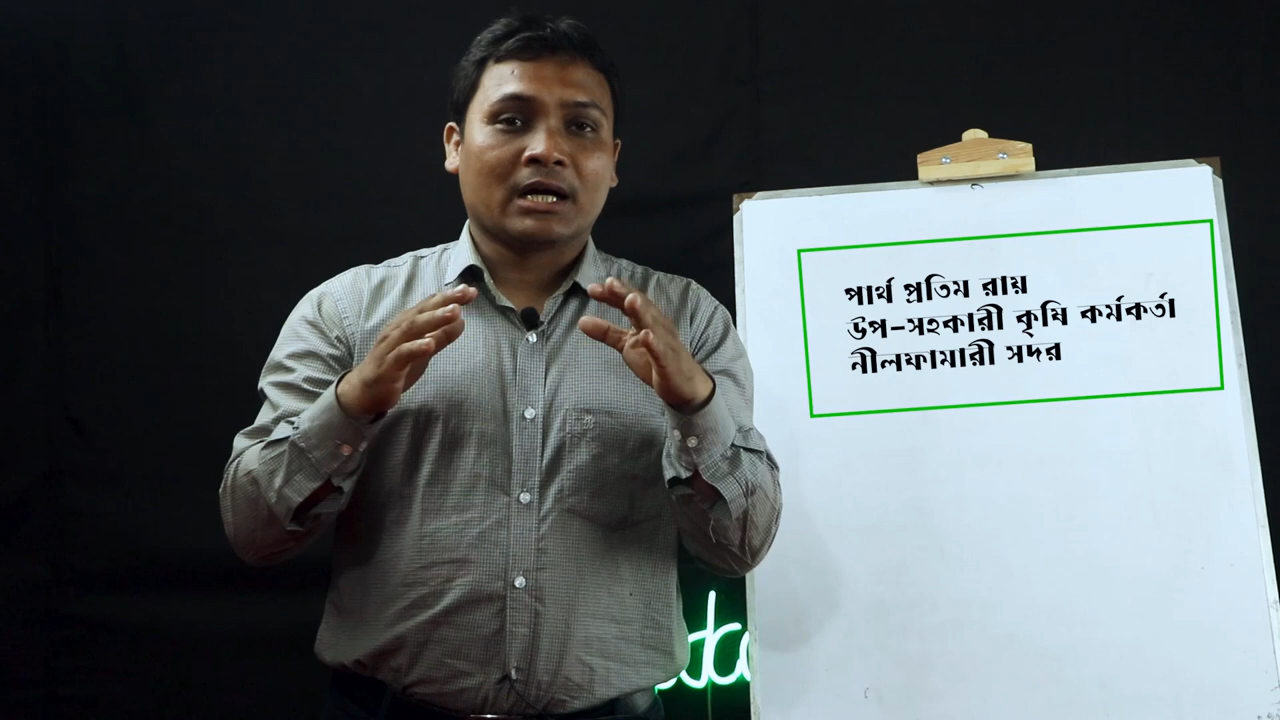 পার্থ প্রতিম রায়
উপ-সহকারী কৃষি কর্মকর্তা
নীলফামারী সদর